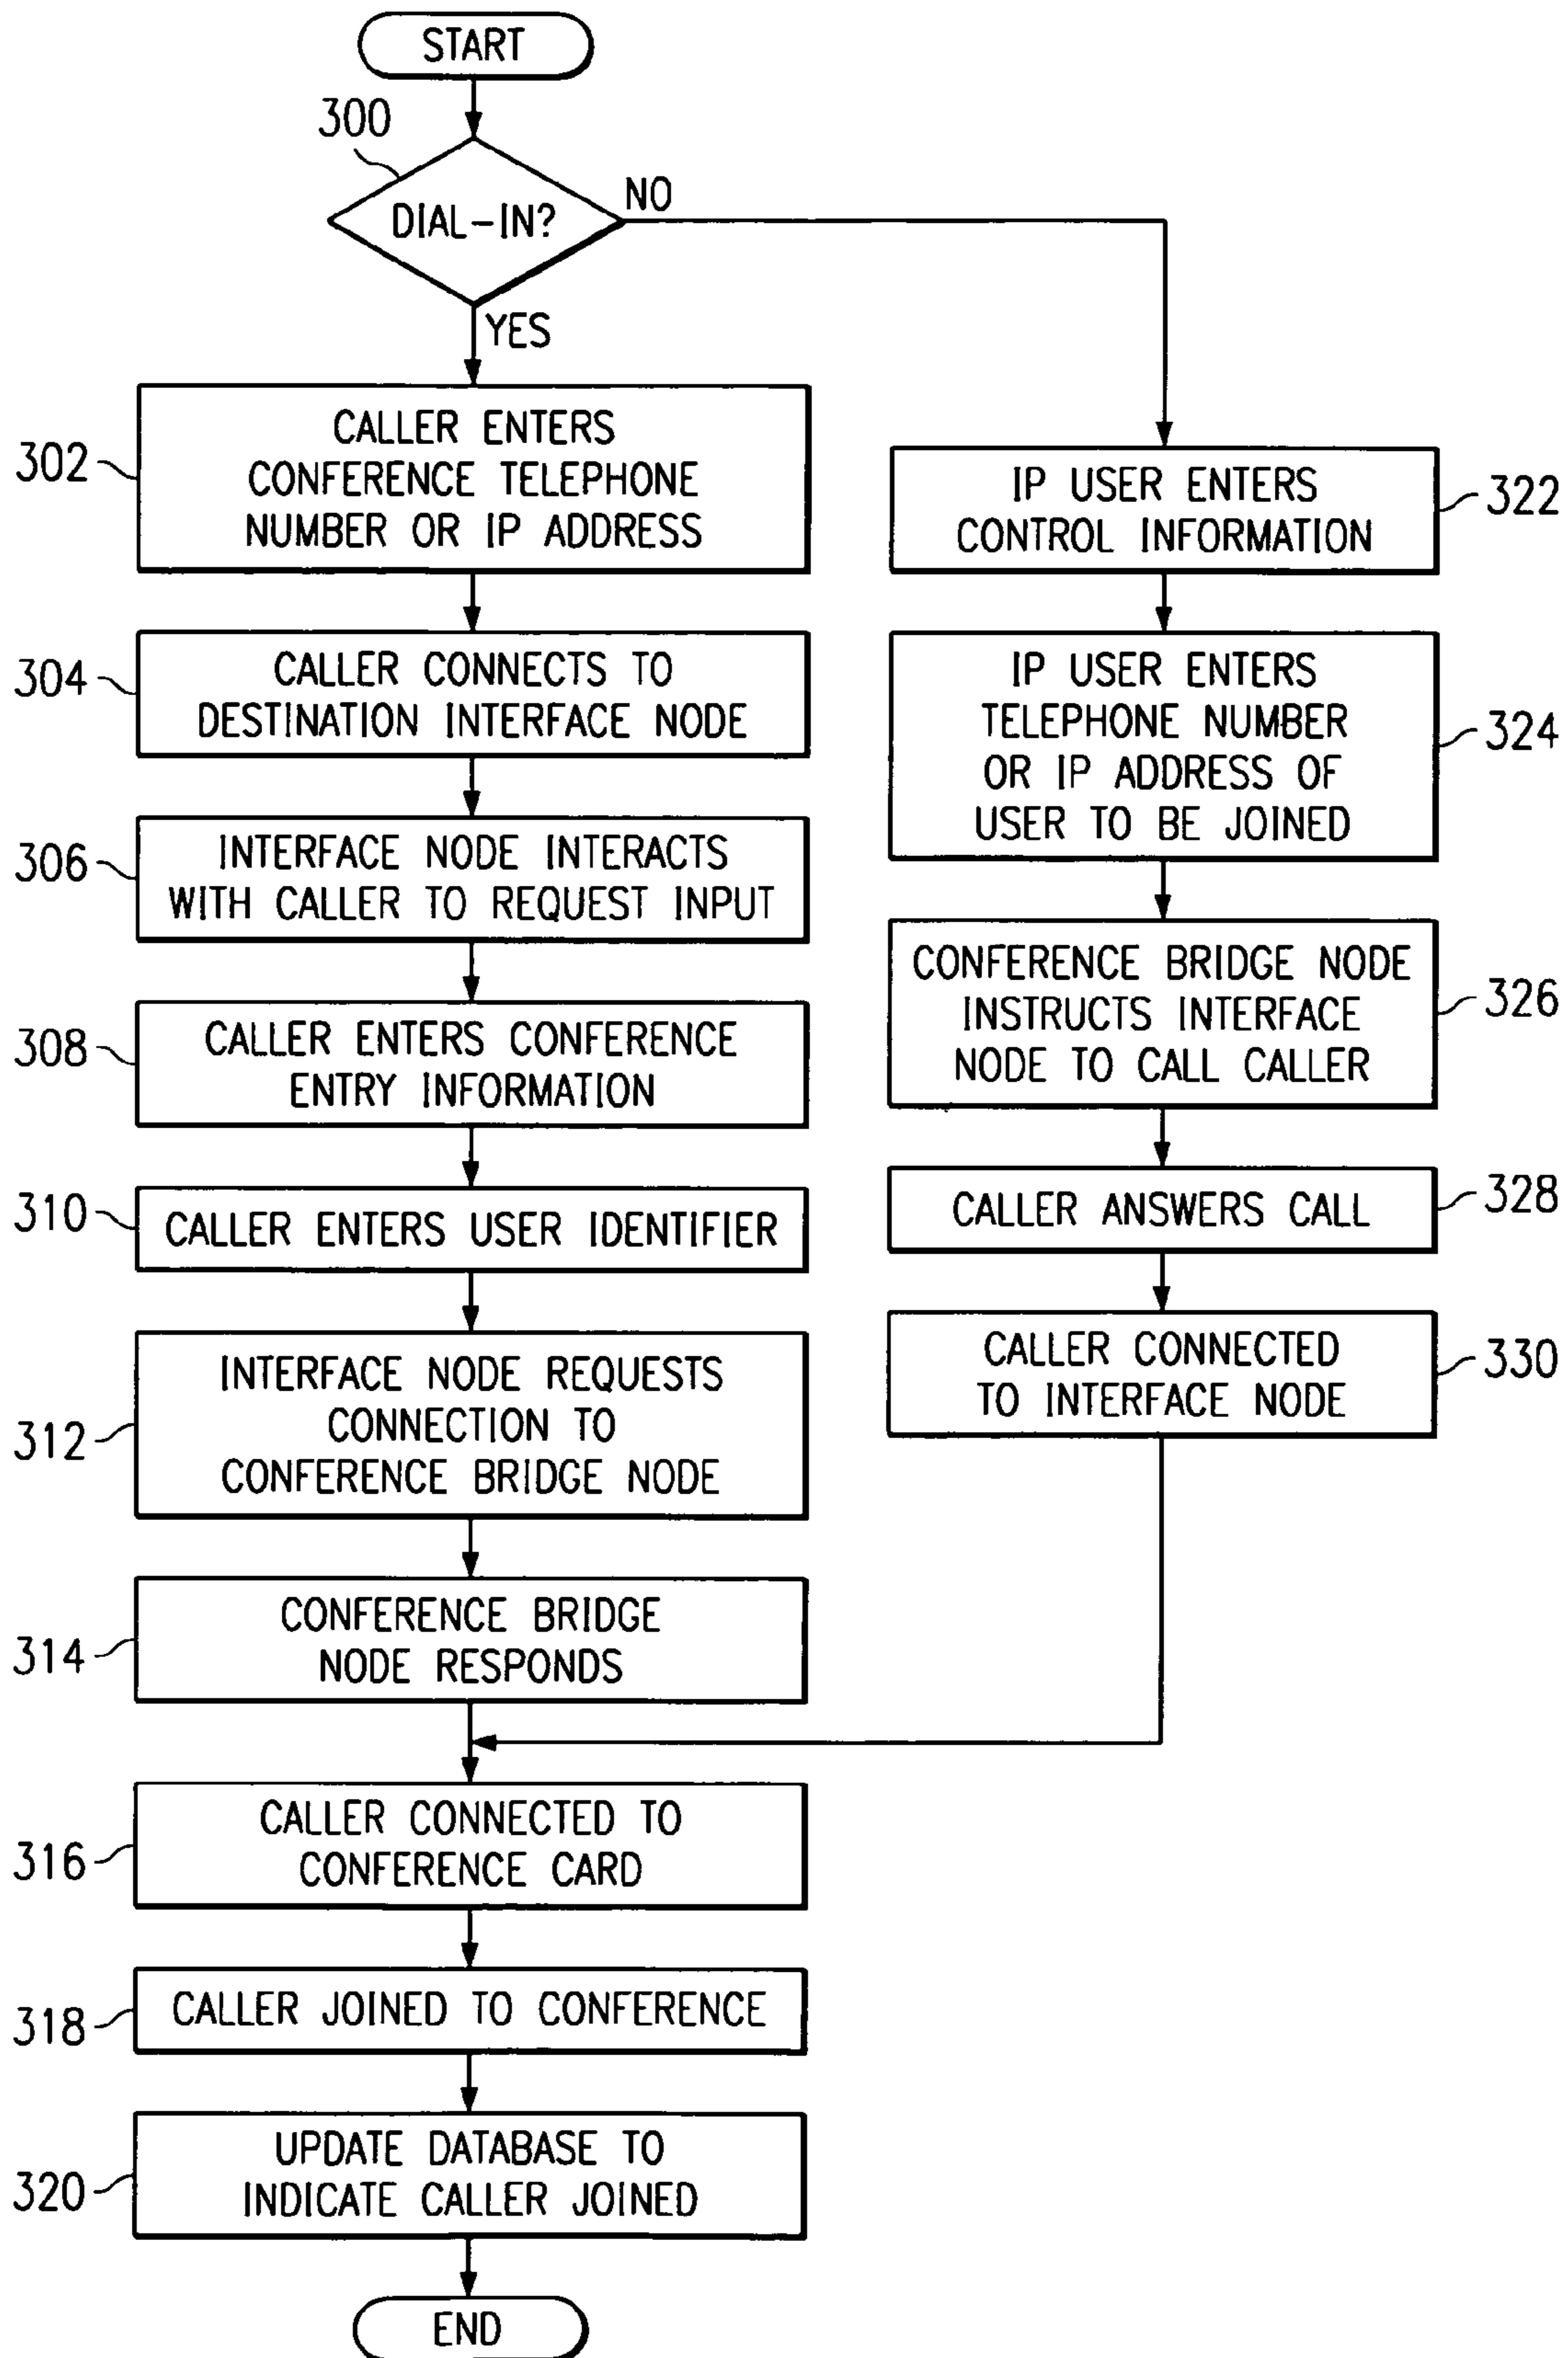 START
300
DIAL-IN?
NO
YES
302
CALLER ENTERS
CONFERENCE TELEPHONE
NUMBER OR IP ADDRESS
304
CALLER CONNECTS TO
DESTINATION INTERFACE NODE
306
INTERFACE NODE INTERACTS
WITH CALLER TO REQUEST INPUT
308
CALLER ENTERS CONFERENCE
ENTRY INFORMATION
310
CALLER ENTERS USER IDENTIFIER
312
INTERFACE NODE REQUESTS
CONNECTION TO
CONFERENCE BRIDGE NODE
314
CONFERENCE BRIDGE
NODE RESPONDS
322
IP USER ENTERS
CONTROL INFORMATION
324
IP USER ENTERS
TELEPHONE NUMBER
OR IP ADDRESS OF
USER TO BE JOINED
326
CONFERENCE BRIDGE NODE
INSTRUCTS INTERFACE
NODE TO CALL CALLER
328
CALLER ANSWERS CALL
330
CALLER CONNECTED
TO INTERFACE NODE
316
CALLER CONNECTED TO
CONFERENCE CARD
318
CALLER JOINED TO CONFERENCE
320
UPDATE DATABASE TO
INDICATE CALLER JOINED
END